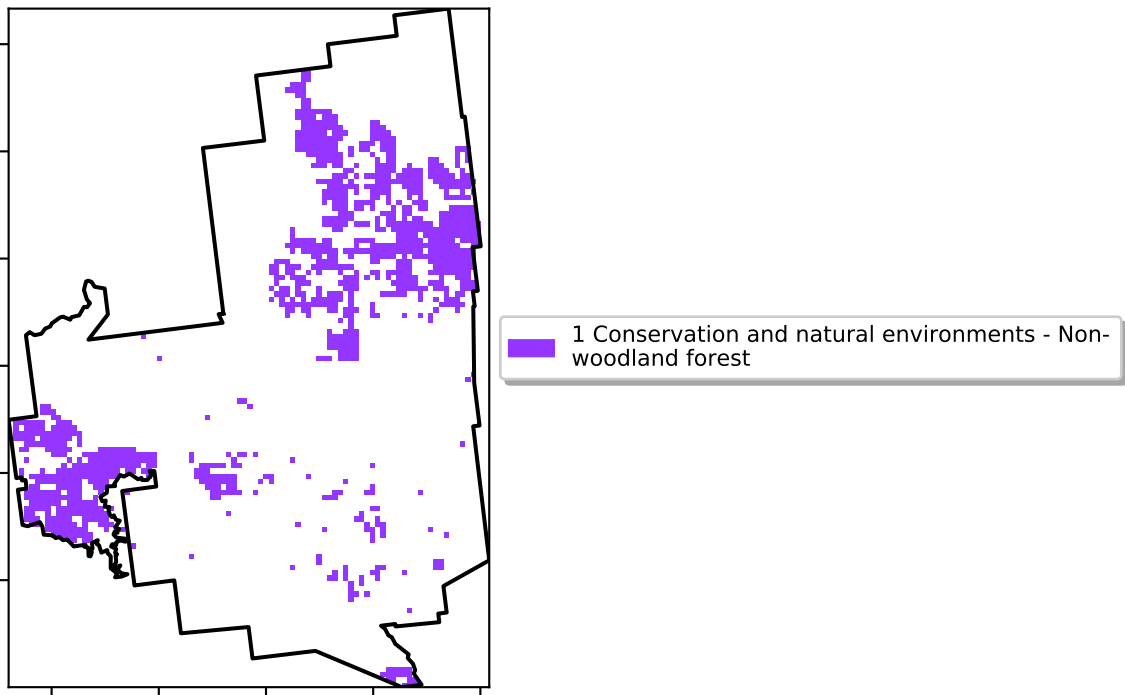 1 Conservation and natural environments - Non-
woodland forest